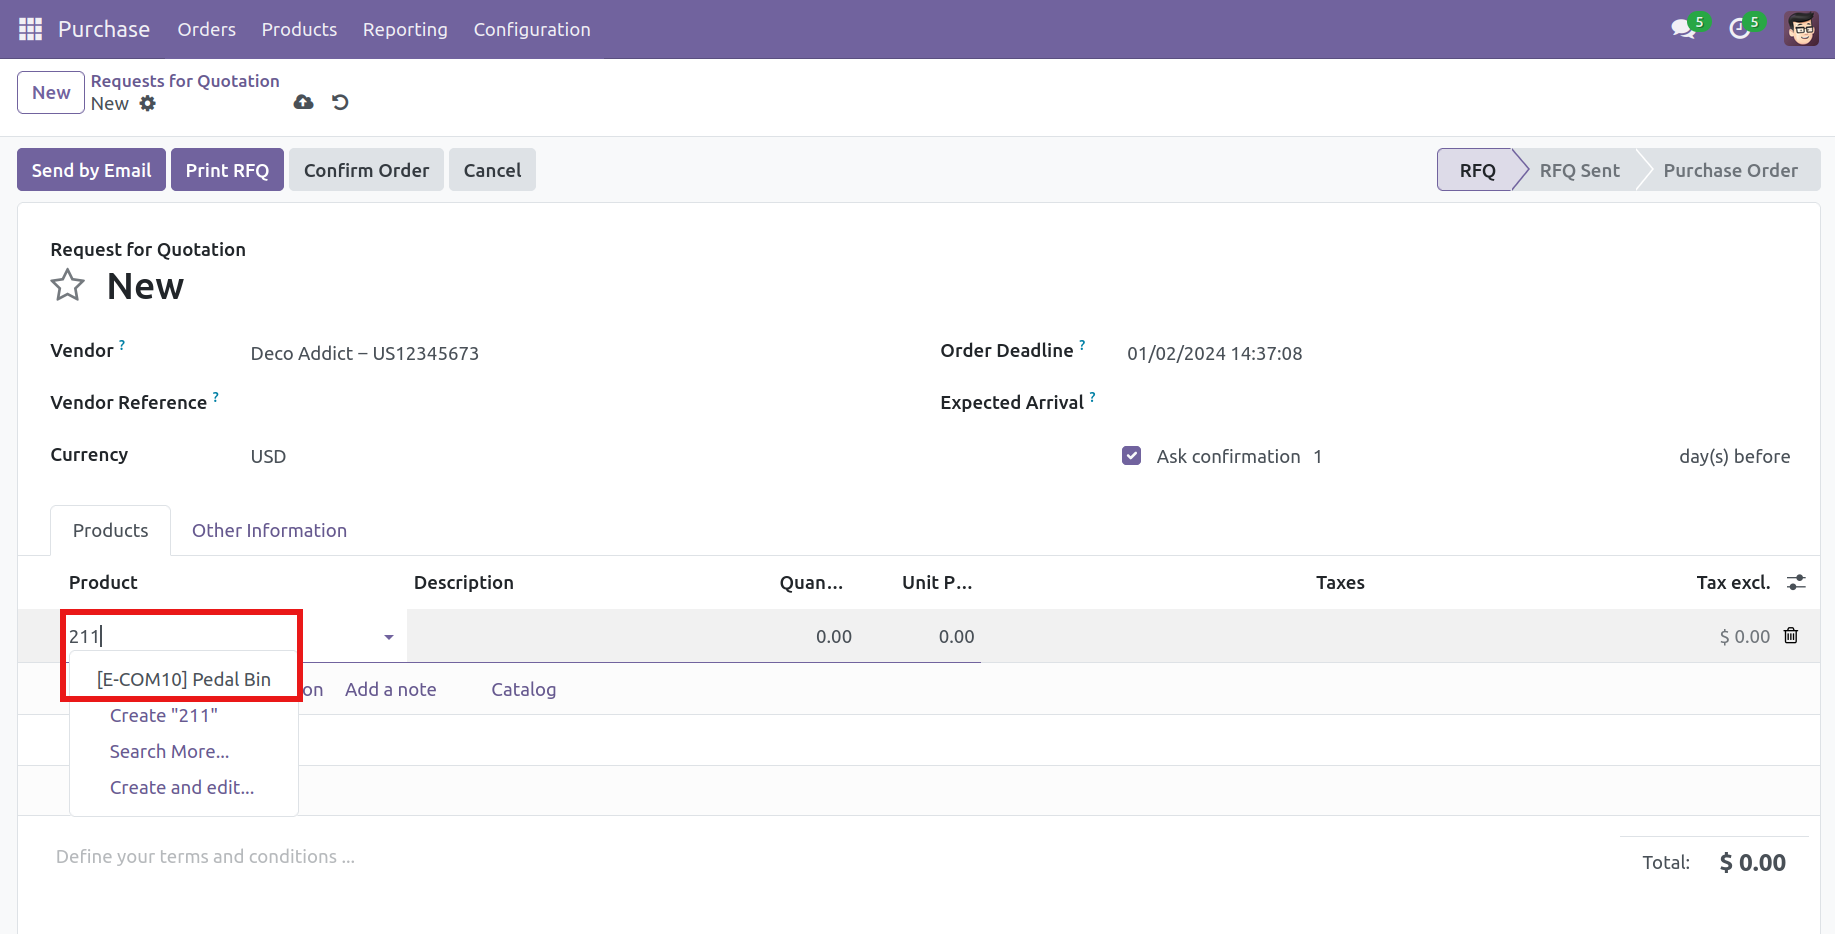 Purchase Orders Products Reporting Configuration 5 5
New Requests for Quotation
New
Send by Email Print RFQ Confirm Order Cancel RFQ RFQ Sent Purchase Order
Request for Quotation
New
Vendor ? Deco Addict – US12345673 Order Deadline ? 01/02/2024 14:37:08
Vendor Reference ? Expected Arrival ?
Currency USD Ask confirmation 1 day(s) before
Products Other Information
Product Description Quan... Unit P... Taxes Tax excl.
211 0.00 0.00 $ 0.00
[E-COM10] Pedal Bin
on Add a note Catalog
Create "211"
Search More...
Create and edit...
Define your terms and conditions ...
Total: $ 0.00